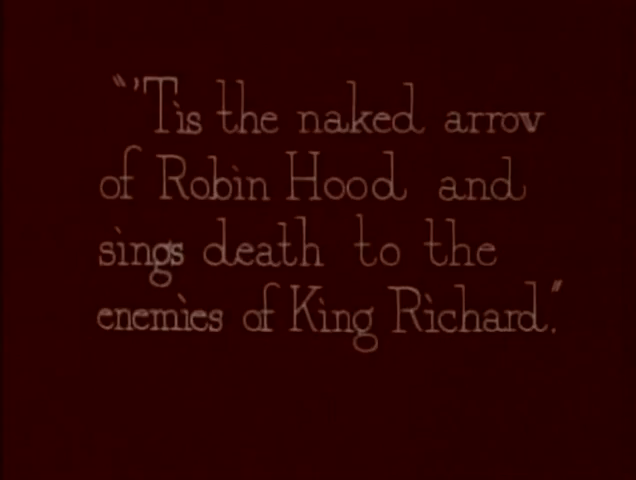 "'Tis the naked arrow
of Robin Hood and
sings death to the
enemies of King Richard."